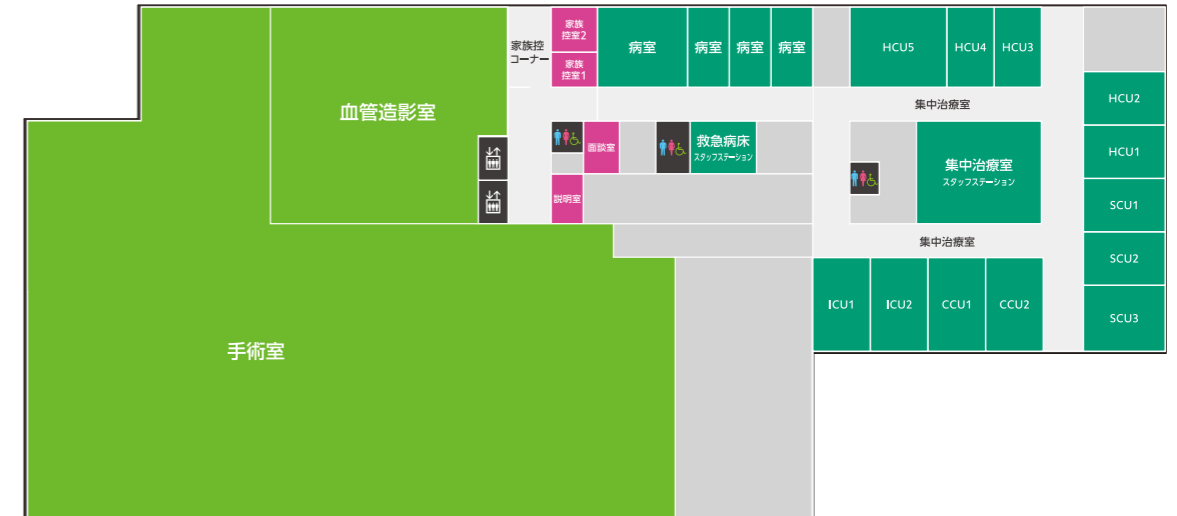 家族控
コーナー
家族
控室2
家族
控室1
病室
病室
病室
病室
HCU5
HCU4
HCU3
血管造影室
集中治療室
HCU2
面談室
救急病床
スタッフステーション
HCU1
集中治療室
スタッフステーション
説明室
SCU1
集中治療室
SCU2
ICU1
ICU2
CCU1
CCU2
SCU3
手術室